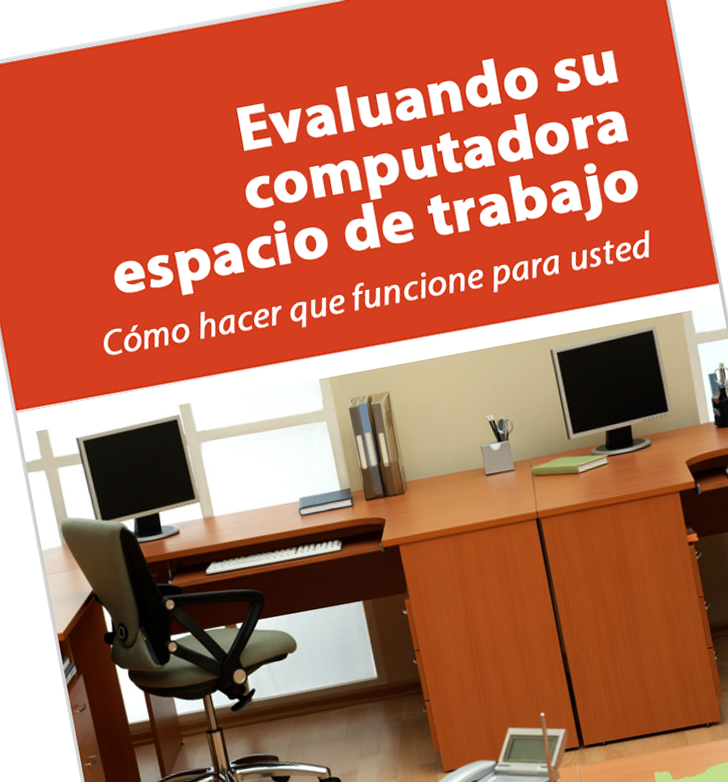 Evaluando su
computadora
espacio de trabajo
Cómo hacer que funcione para usted